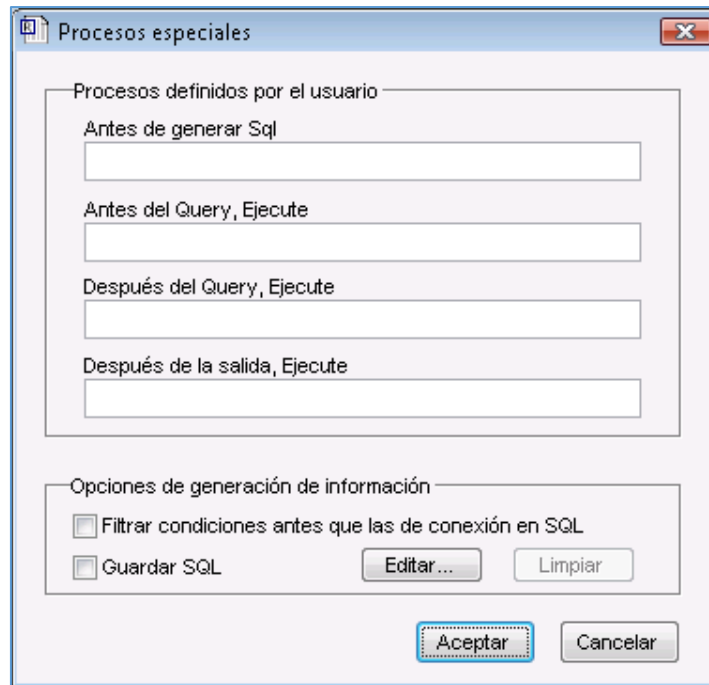 Procesos especiales
Procesos definidos por el usuario
Antes de generar Sql
Antes del Query, Ejecute
Después del Query, Ejecute
Después de la salida, Ejecute
Opciones de generación de información
Filtrar condiciones antes que las de conexión en SQL
Guardar SQL Editar... Limpiar
Aceptar Cancelar